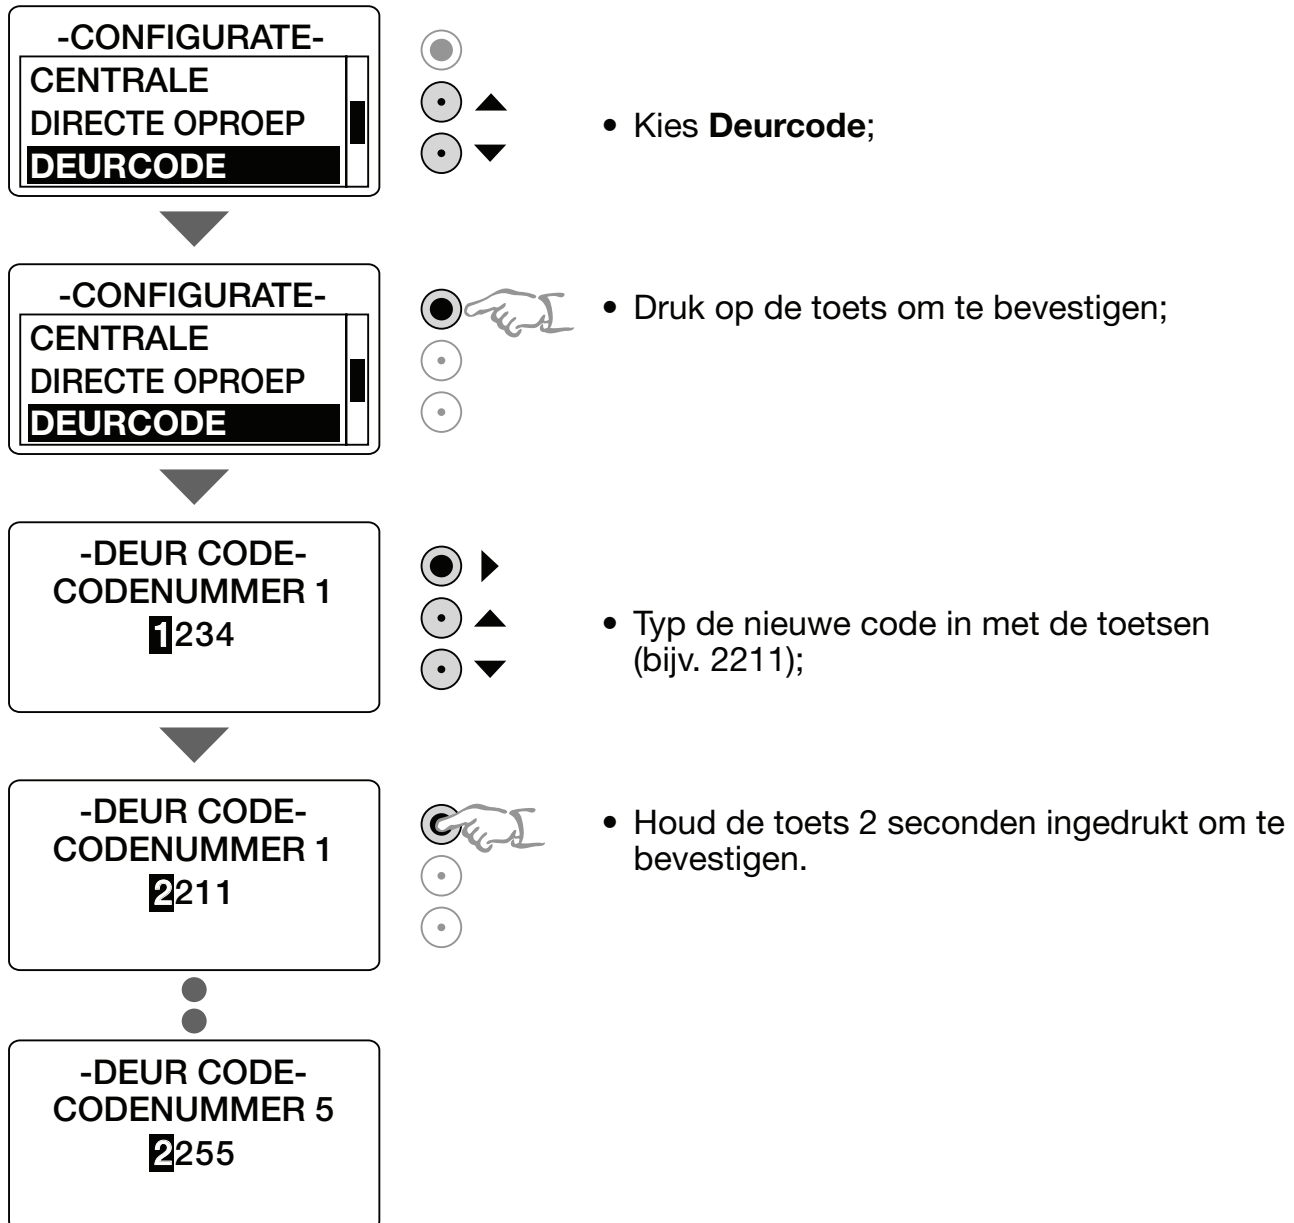 -CONFIGURATE-
CENTRALE
DIRECTE OPROEP
DEURCODE
• Kies Deurcode;
-CONFIGURATE-
CENTRALE
DIRECTE OPROEP
DEURCODE
• Druk op de toets om te bevestigen;
-DEUR CODE-
CODENUMMER 1
1234
• Typ de nieuwe code in met de toetsen
(bijv. 2211);
-DEUR CODE-
CODENUMMER 1
2211
• Houd de toets 2 seconden ingedrukt om te
bevestigen.
-DEUR CODE-
CODENUMMER 5
2255